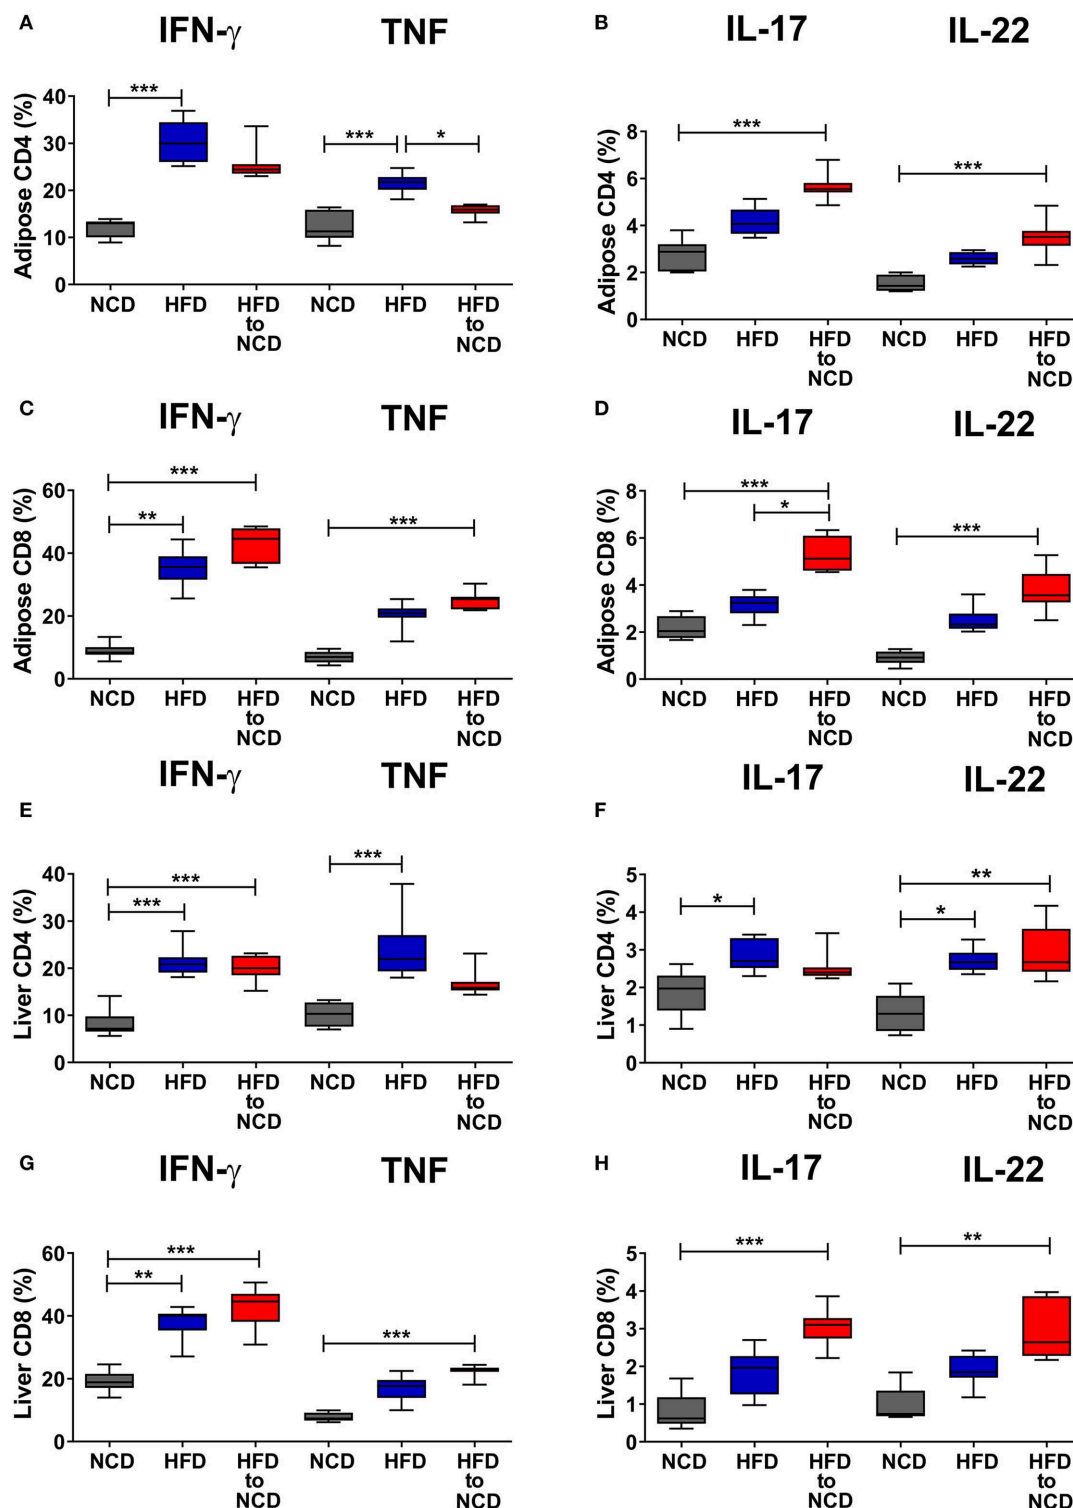 A
IFN-γ TNF
Adipose CD4 (%)
40
30
20
10
0
*** *** *
NCD HFD HFD to NCD NCD HFD HFD to NCD
B
IL-17 IL-22
Adipose CD4 (%)
8
6
4
2
0
*** ***
NCD HFD HFD to NCD NCD HFD HFD to NCD
C
IFN-γ TNF
Adipose CD8 (%)
60
40
20
0
*** ** ***
NCD HFD HFD to NCD NCD HFD HFD to NCD
D
IL-17 IL-22
Adipose CD8 (%)
8
6
4
2
0
*** * ***
NCD HFD HFD to NCD NCD HFD HFD to NCD
E
IFN-γ TNF
Liver CD4 (%)
40
30
20
10
0
*** *** ***
NCD HFD HFD to NCD NCD HFD HFD to NCD
F
IL-17 IL-22
Liver CD4 (%)
5
4
3
2
1
0
* ** *
NCD HFD HFD to NCD NCD HFD HFD to NCD
G
IFN-γ TNF
Liver CD8 (%)
60
40
20
0
*** ** ***
NCD HFD HFD to NCD NCD HFD HFD to NCD
H
IL-17 IL-22
Liver CD8 (%)
5
4
3
2
1
0
*** **
NCD HFD HFD to NCD NCD HFD HFD to NCD